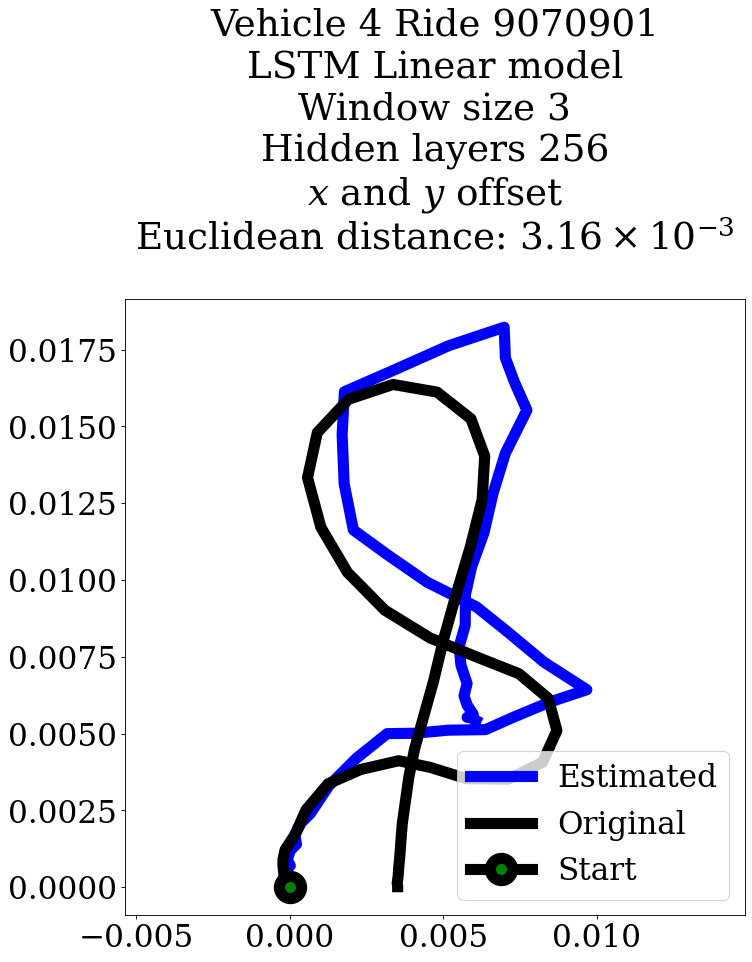 Vehicle 4 Ride 9070901
LSTM Linear model
Window size 3
Hidden layers 256
x and y offset
Euclidean distance: 3.16 × 10⁻³
0.0175
0.0150
0.0125
0.0100
0.0075
0.0050
0.0025
0.0000
Estimated
Original
Start
−0.005 0.000 0.005 0.010